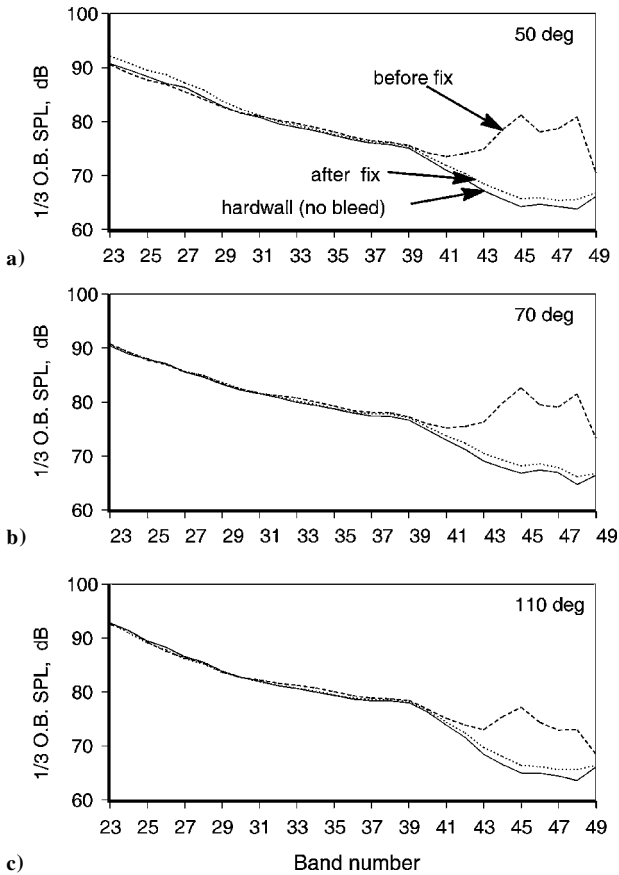 100
50 deg
before fix
90
1/3 O.B. SPL, dB
80
70
after fix
hardwall (no bleed)
60
a)
23 25 27 29 31 33 35 37 39 41 43 45 47 49
100
70 deg
90
1/3 O.B. SPL, dB
80
70
60
b)
23 25 27 29 31 33 35 37 39 41 43 45 47 49
100
110 deg
90
1/3 O.B. SPL, dB
80
70
60
23 25 27 29 31 33 35 37 39 41 43 45 47 49
c)
Band number